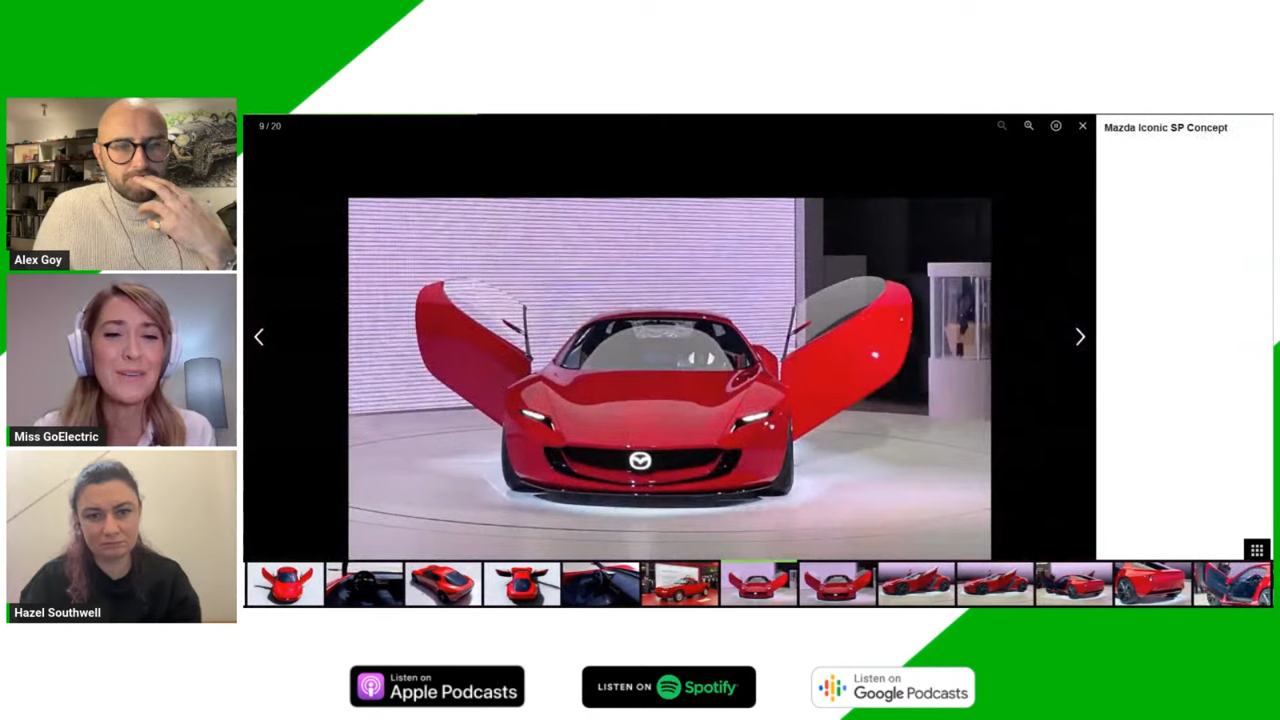 9 / 20
Mazda Iconic SP Concept
Alex Goy
Miss GoElectric
Hazel Southwell
Listen on
Apple Podcasts
LISTEN ON Spotify
Listen on
Google Podcasts